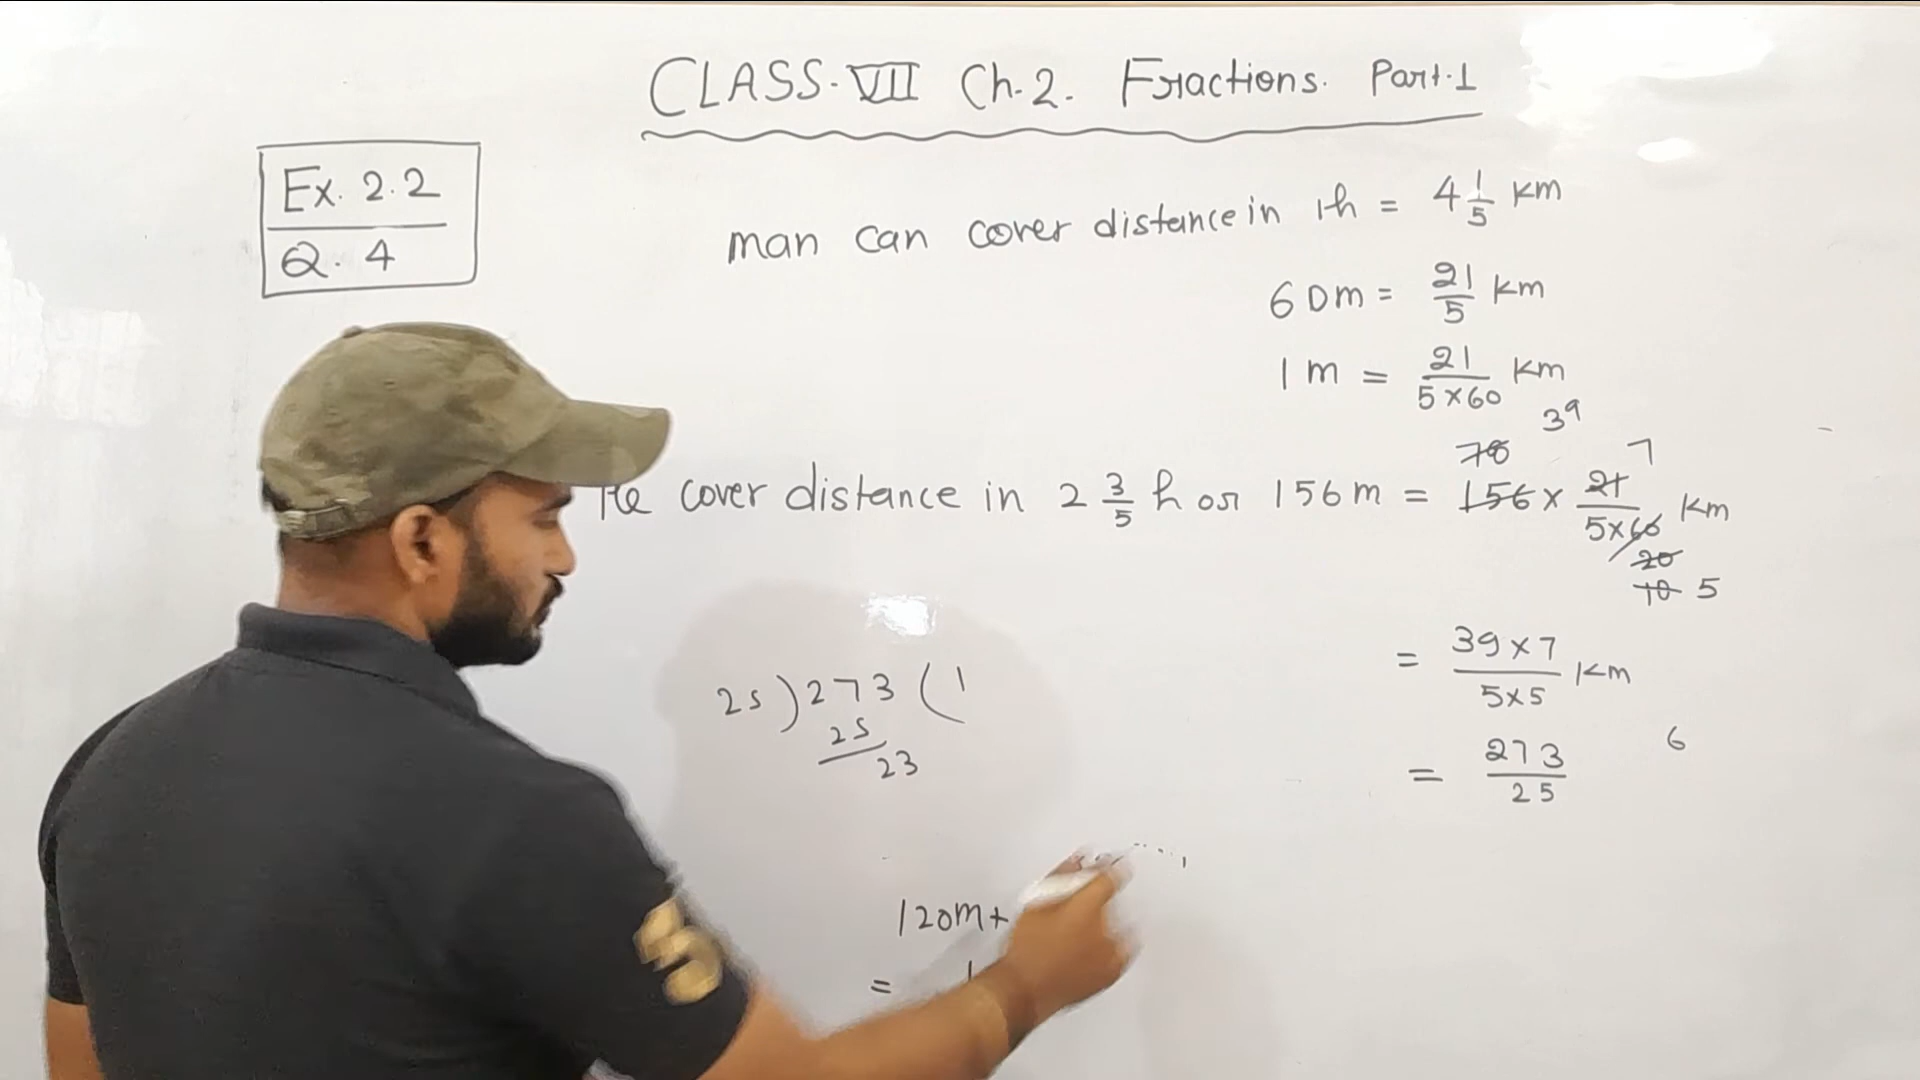 CLASS-VII Ch.2. Fractions. Part.1
Ex. 2.2
Q. 4
man can cover distance in 1h = 4 1/5 km
60m = 21/5 km
1m = 21/5×60 km
39
78 7
He cover distance in 2 3/5 h or 156m = 156 × 21/5×60 km
20
10 5
= 39×7/5×5 km
25)273(1
25
23
6
= 273/25
120m+
=